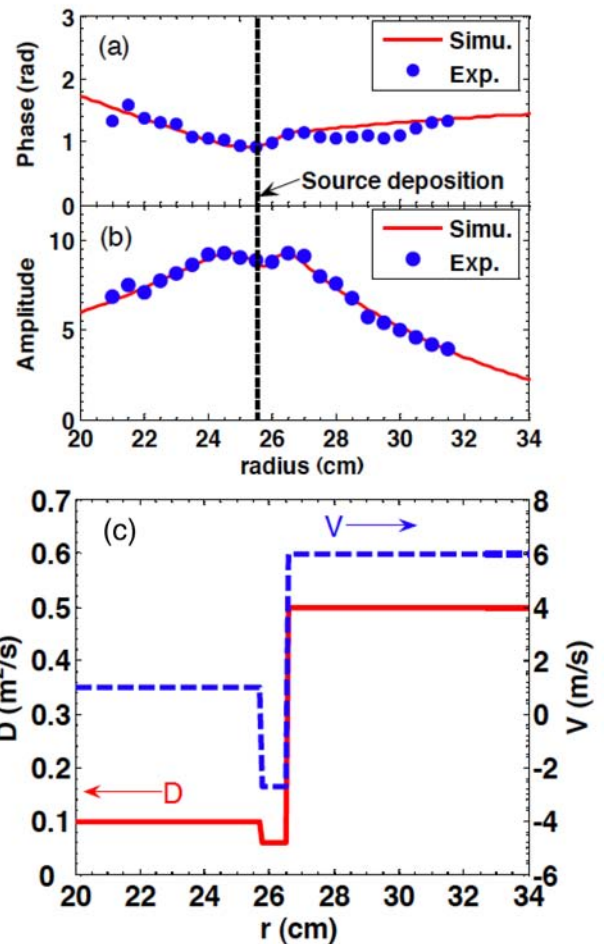 3
(a)
Simu.
Exp.
2
Phase (rad)
1
Source deposition
0
(b)
Simu.
Exp.
10
Amplitude
5
0
20 22 24 26 28 30 32 34
radius (cm)
0.7 8
(c)
V
0.6 6
0.5 4
0.4 2
D (m²/s)
0.3 0
V (m/s)
0.2 -2
D
0.1 -4
0 -6
20 22 24 26 28 30 32 34
r (cm)